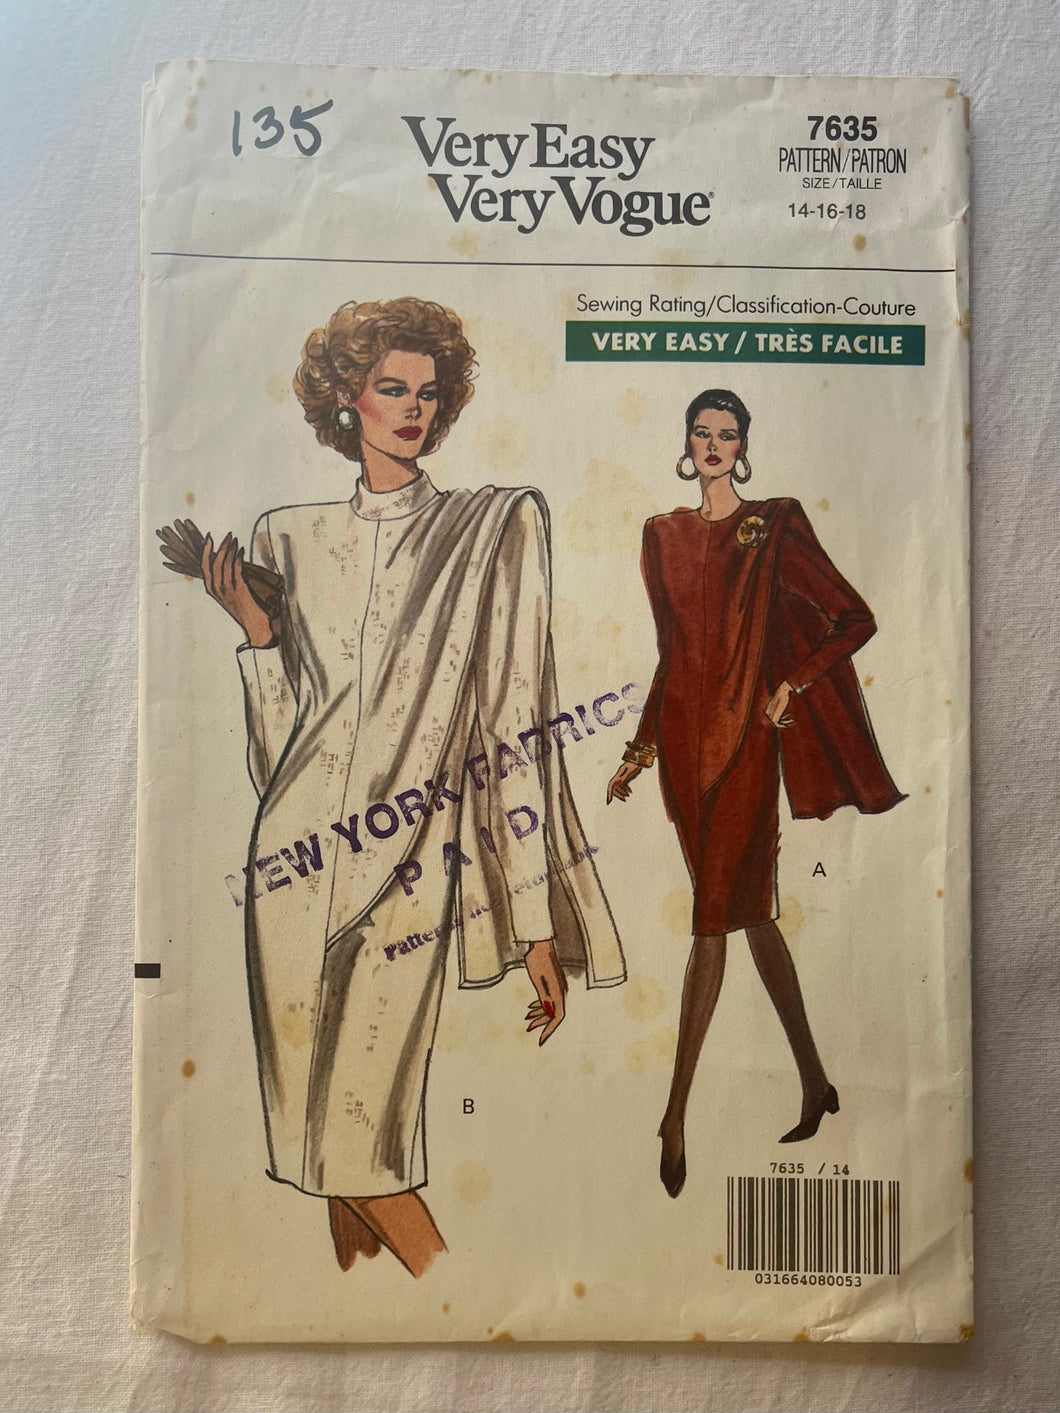 135
Very Easy
Very Vogue®
7635
PATTERN/PATRON
SIZE/TAILLE
14-16-18
Sewing Rating/Classification-Couture
VERY EASY / TRÈS FACILE
NEW YORK FABRICS
PAID
A
B
7635 / 14
031664080053